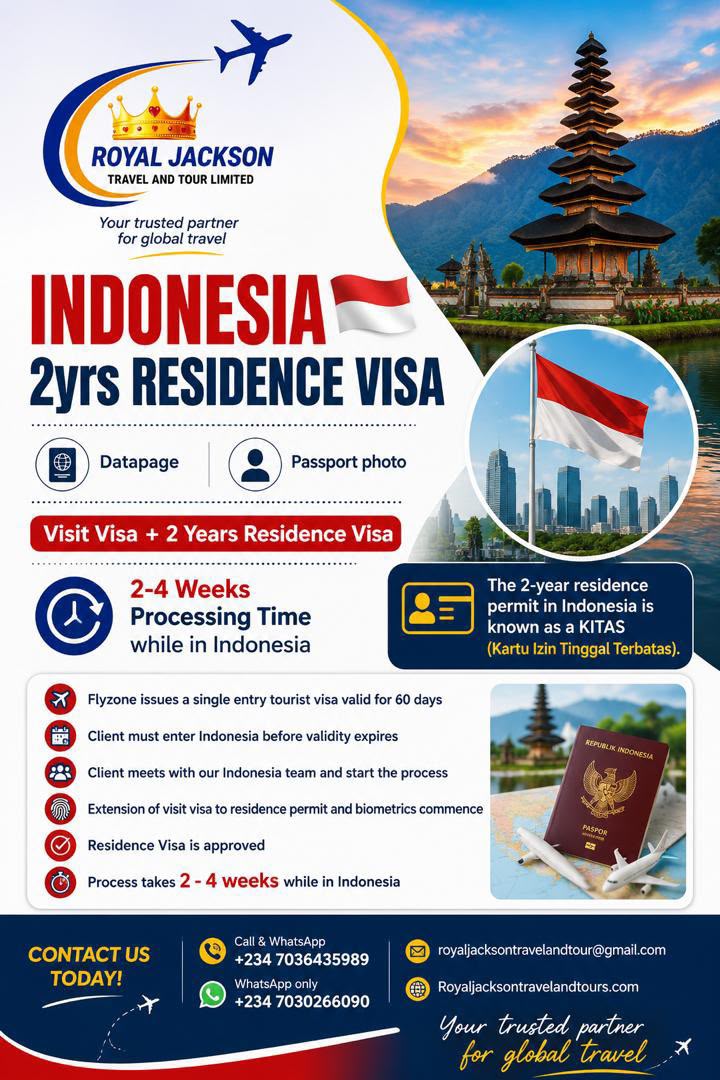 ROYAL JACKSON
TRAVEL AND TOUR LIMITED
Your trusted partner
for global travel
INDONESIA
2yrs RESIDENCE VISA
Datapage
Passport photo
Visit Visa + 2 Years Residence Visa
2-4 Weeks
Processing Time
while in Indonesia
The 2-year residence
permit in Indonesia is
known as a KITAS
(Kartu Izin Tinggal Terbatas).
Flyzone issues a single entry tourist visa valid for 60 days
Client must enter Indonesia before validity expires
Client meets with our Indonesia team and start the process
Extension of visit visa to residence permit and biometrics commence
Residence Visa is approved
Process takes 2 - 4 weeks while in Indonesia
REPUBLIK INDONESIA
PASPOR
CONTACT US
TODAY!
Call & WhatsApp
+234 7036435989
WhatsApp only
+234 7030266090
royaljacksontravelandtour@gmail.com
Royaljacksontravelandtours.com
Your trusted partner
for global travel